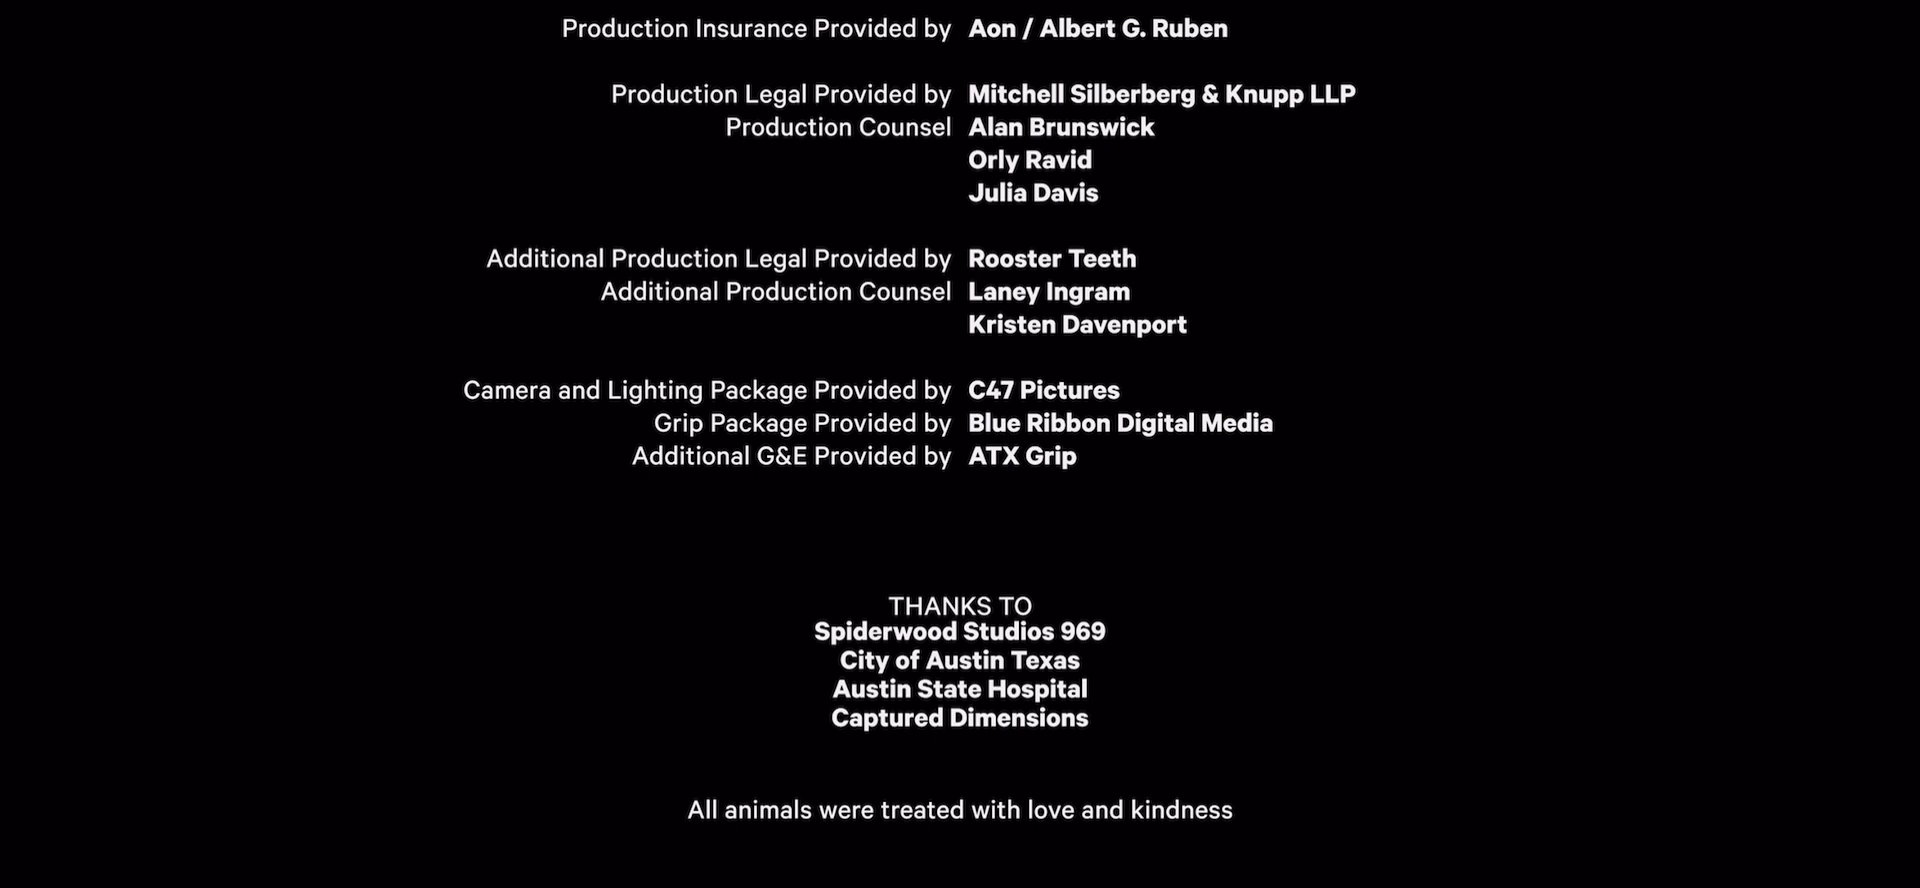 Production Insurance Provided by Aon / Albert G. Ruben
Production Legal Provided by Mitchell Silberberg & Knupp LLP
Production Counsel Alan Brunswick
Orly Ravid
Julia Davis
Additional Production Legal Provided by Rooster Teeth
Additional Production Counsel Laney Ingram
Kristen Davenport
Camera and Lighting Package Provided by C47 Pictures
Grip Package Provided by Blue Ribbon Digital Media
Additional G&E Provided by ATX Grip
THANKS TO
Spiderwood Studios 969
City of Austin Texas
Austin State Hospital
Captured Dimensions
All animals were treated with love and kindness